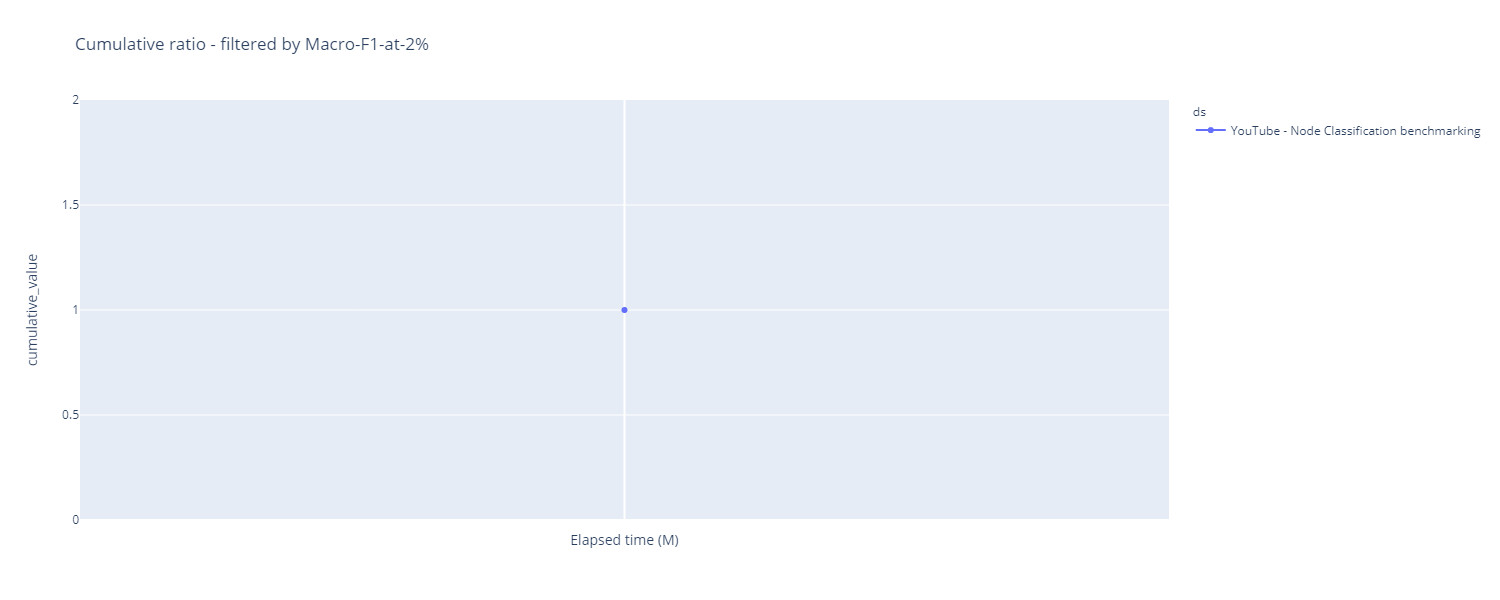 Cumulative ratio - filtered by Macro-F1-at-2%
2
1.5
1
0.5
0
cumulative_value
Elapsed time (M)
ds
YouTube - Node Classification benchmarking